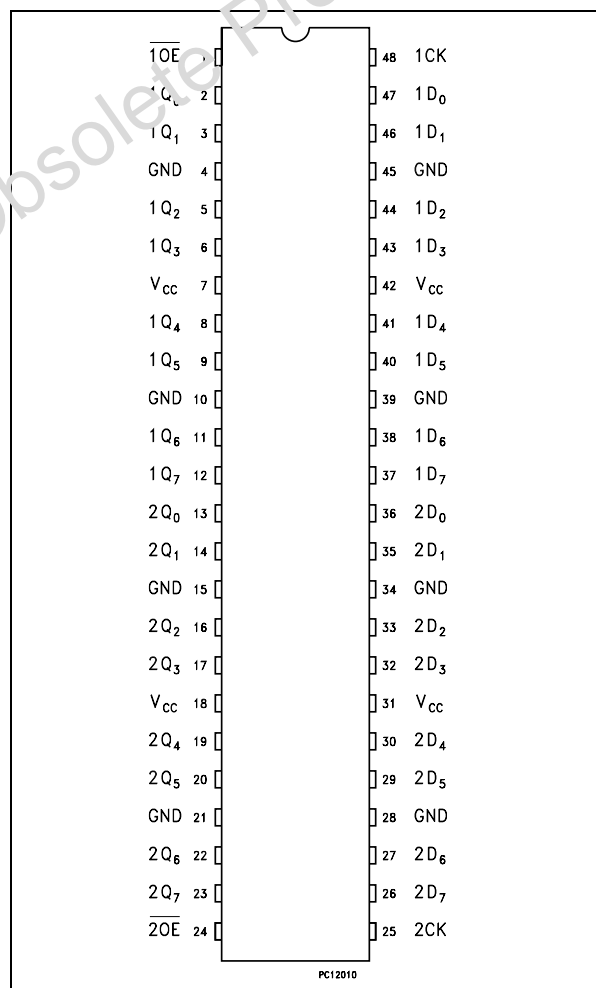 obsolete Pro
1OE 48 1CK
1Q 2 47 1D0
1Q1 3 46 1D1
GND 4 45 GND
1Q2 5 44 1D2
1Q3 6 43 1D3
VCC 7 42 VCC
1Q4 8 41 1D4
1Q5 9 40 1D5
GND 10 39 GND
1Q6 11 38 1D6
1Q7 12 37 1D7
2Q0 13 36 2D0
2Q1 14 35 2D1
GND 15 34 GND
2Q2 16 33 2D2
2Q3 17 32 2D3
VCC 18 31 VCC
2Q4 19 30 2D4
2Q5 20 29 2D5
GND 21 28 GND
2Q6 22 27 2D6
2Q7 23 26 2D7
2OE 24 25 2CK
PC12010